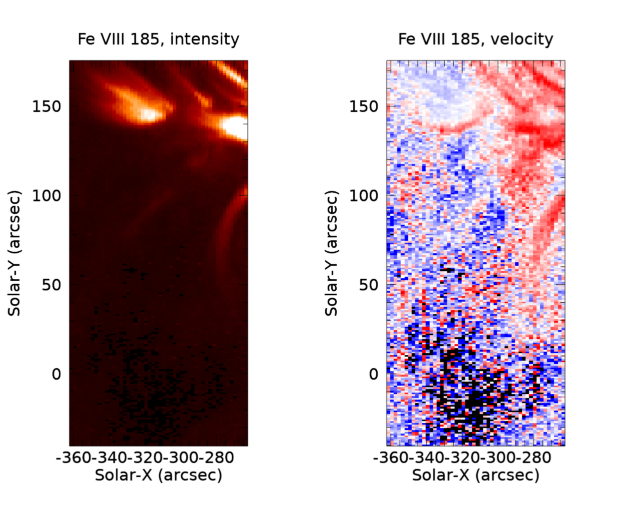 Fe VIII 185, intensity
Fe VIII 185, velocity
150
100
50
0
Solar-Y (arcsec)
-360-340-320-300-280
Solar-X (arcsec)
150
100
50
0
Solar-Y (arcsec)
-360-340-320-300-280
Solar-X (arcsec)